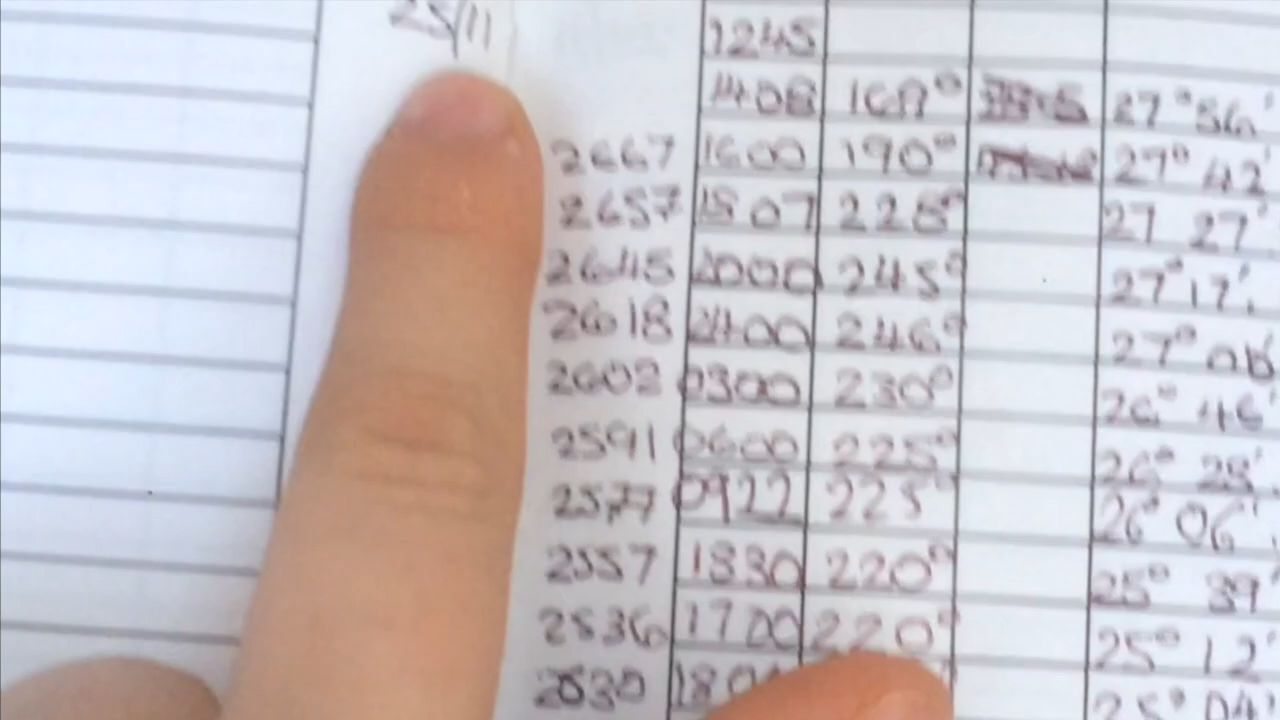 25/11
1245
1408 168° 27° 56'
2667 1600 190° 27° 42'
2657 1807 228° 27 27'
2645 2000 245° 27° 17'
2618 2400 246° 27° 06'
2602 0300 230° 26° 46'
2591 0600 225° 26° 28'
2577 0922 223° 26° 06'
2557 1830 220° 25° 39'
2536 1700 220° 25° 12'
2530 25° 04'